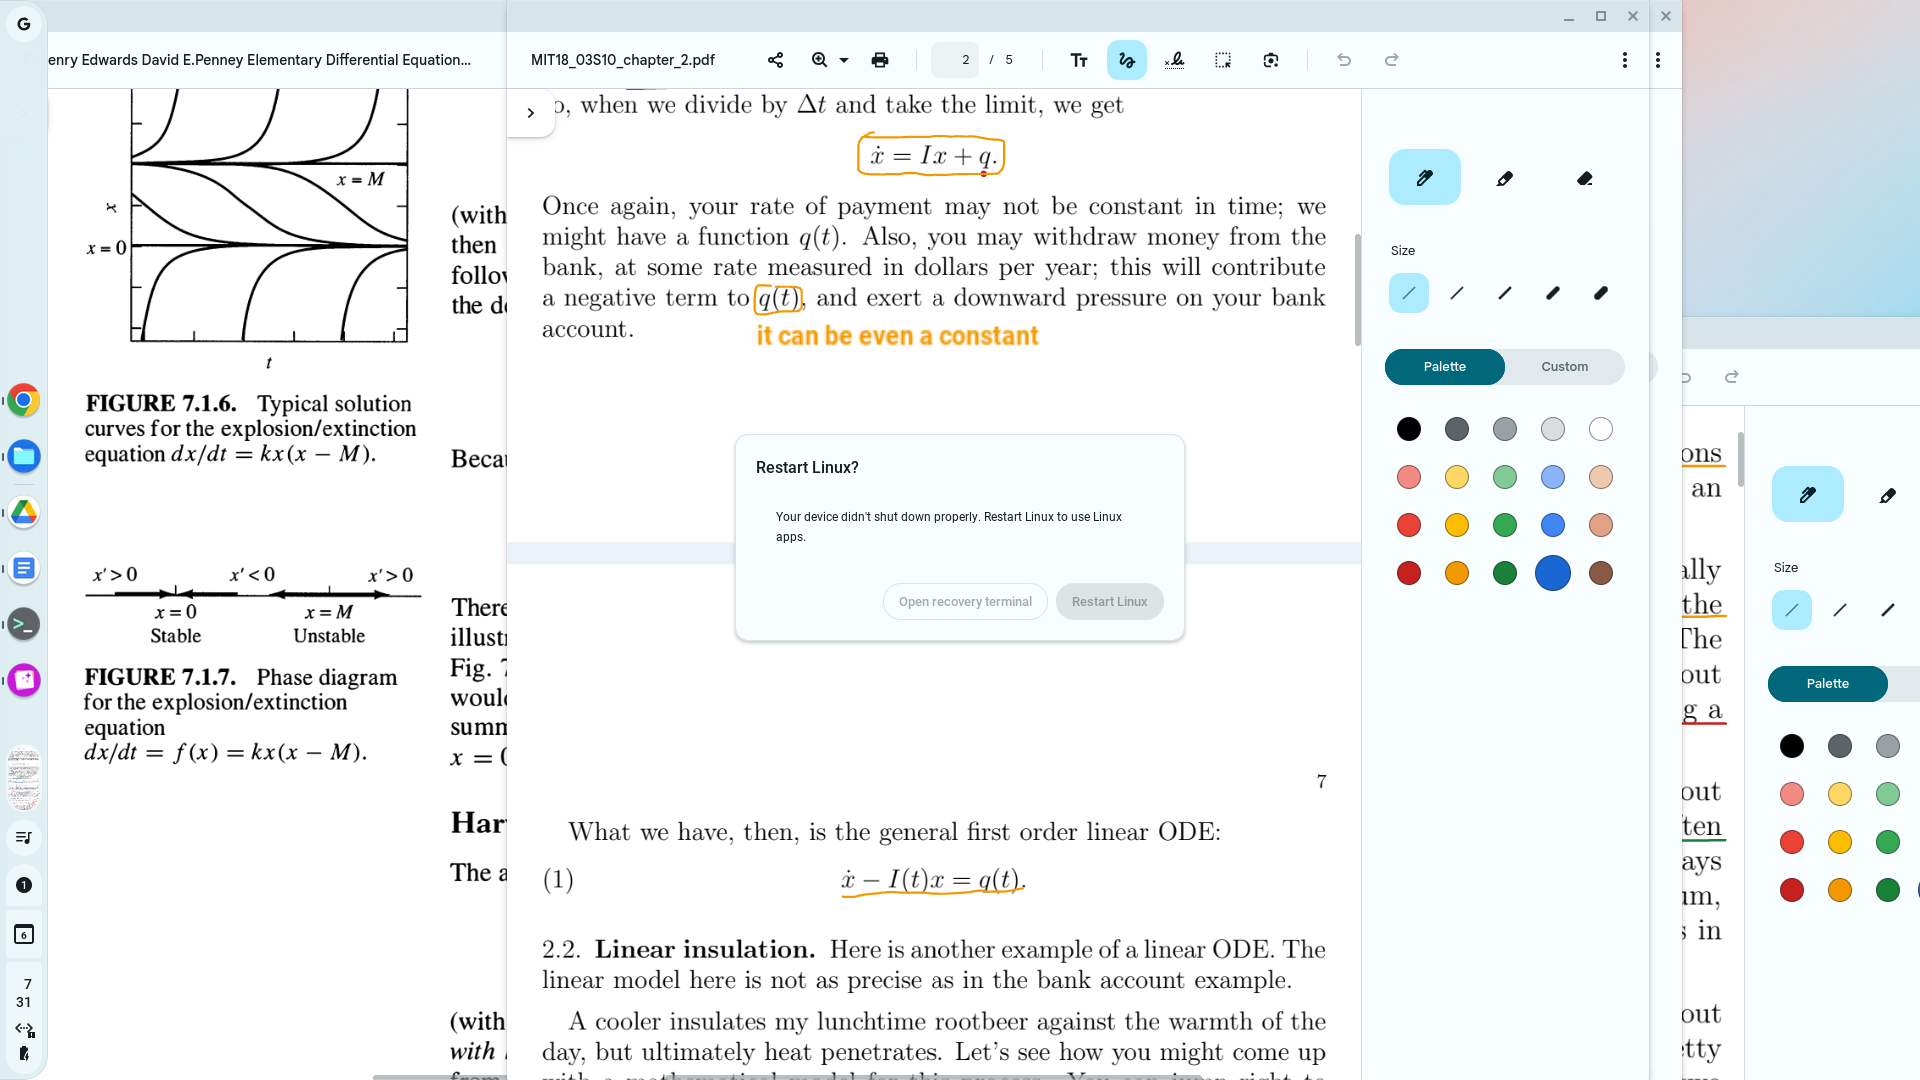 enry Edwards David E.Penney Elementary Differential Equation...
x = M
x
x = 0
t
FIGURE 7.1.6. Typical solution
curves for the explosion/extinction
equation dx/dt = kx(x − M).
x′ > 0 x′ < 0 x′ > 0
x = 0 x = M
Stable Unstable
FIGURE 7.1.7. Phase diagram
for the explosion/extinction
equation
dx/dt = f(x) = kx(x − M).
(with
then
follow
the de
Becau
There
illustr
Fig. 7
would
summ
x = 0
Har
The a
(with
with
7
31
6
1
MIT18_03S10_chapter_2.pdf
2 / 5
o, when we divide by Δt and take the limit, we get
ẋ = Ix + q.
Once again, your rate of payment may not be constant in time; we
might have a function q(t). Also, you may withdraw money from the
bank, at some rate measured in dollars per year; this will contribute
a negative term to q(t), and exert a downward pressure on your bank
account.
it can be even a constant
Restart Linux?
Your device didn't shut down properly. Restart Linux to use Linux
apps.
Open recovery terminal Restart Linux
7
What we have, then, is the general first order linear ODE:
(1) ẋ − I(t)x = q(t).
2.2. Linear insulation. Here is another example of a linear ODE. The
linear model here is not as precise as in the bank account example.
A cooler insulates my lunchtime rootbeer against the warmth of the
day, but ultimately heat penetrates. Let's see how you might come up
Size
Palette Custom
ons
an
ally
the
The
out
g a
out
ten
ays
um,
s in
out
etty
Size
Palette